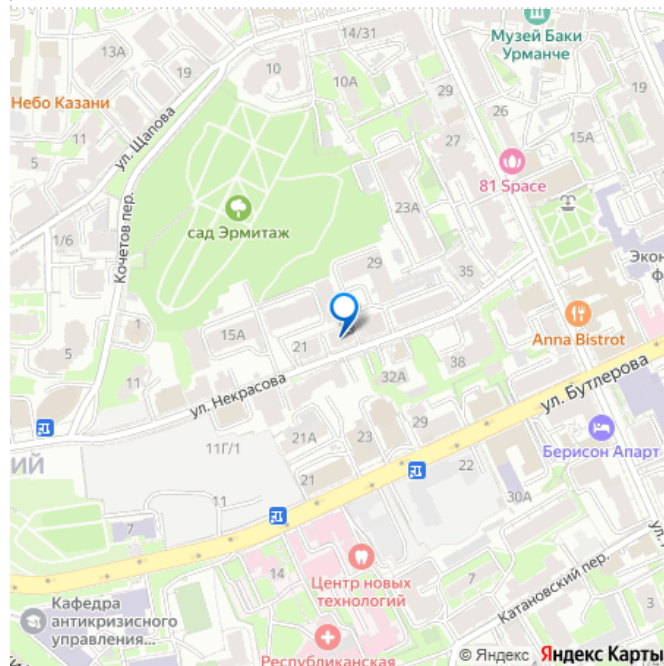 14/31
Музей Баки
Урманче
13А
19
10
10А
29
26
19
Небо Казани
11
ул. Щапова
27
15А
5
81 Space
Кочетов пер.
сад Эрмитаж
23А
1/6
29
35
Экон
ф
1
15А
21
Anna Bistrot
38
11
ул. Некрасова
32А
ул. Бутлерова
29
ИЙ
11Г/1
21А
23
Берисон Апарт
22
21
30А
11
7
14
Центр новых
технологий
Катановский пер.
Кафедра
антикризисного
управления...
3
Республиканская
© Яндекс Яндекс Карты